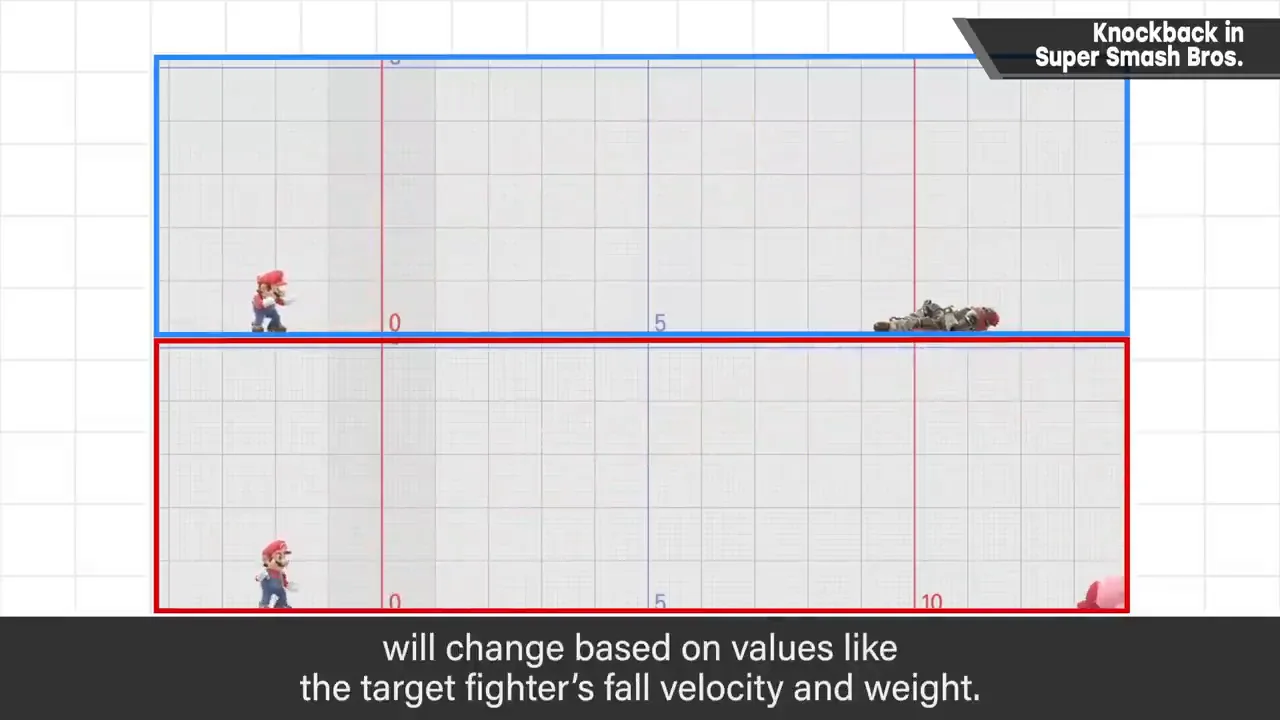 Knockback in
Super Smash Bros.
0
5
0
5
10
will change based on values like
the target fighter's fall velocity and weight.